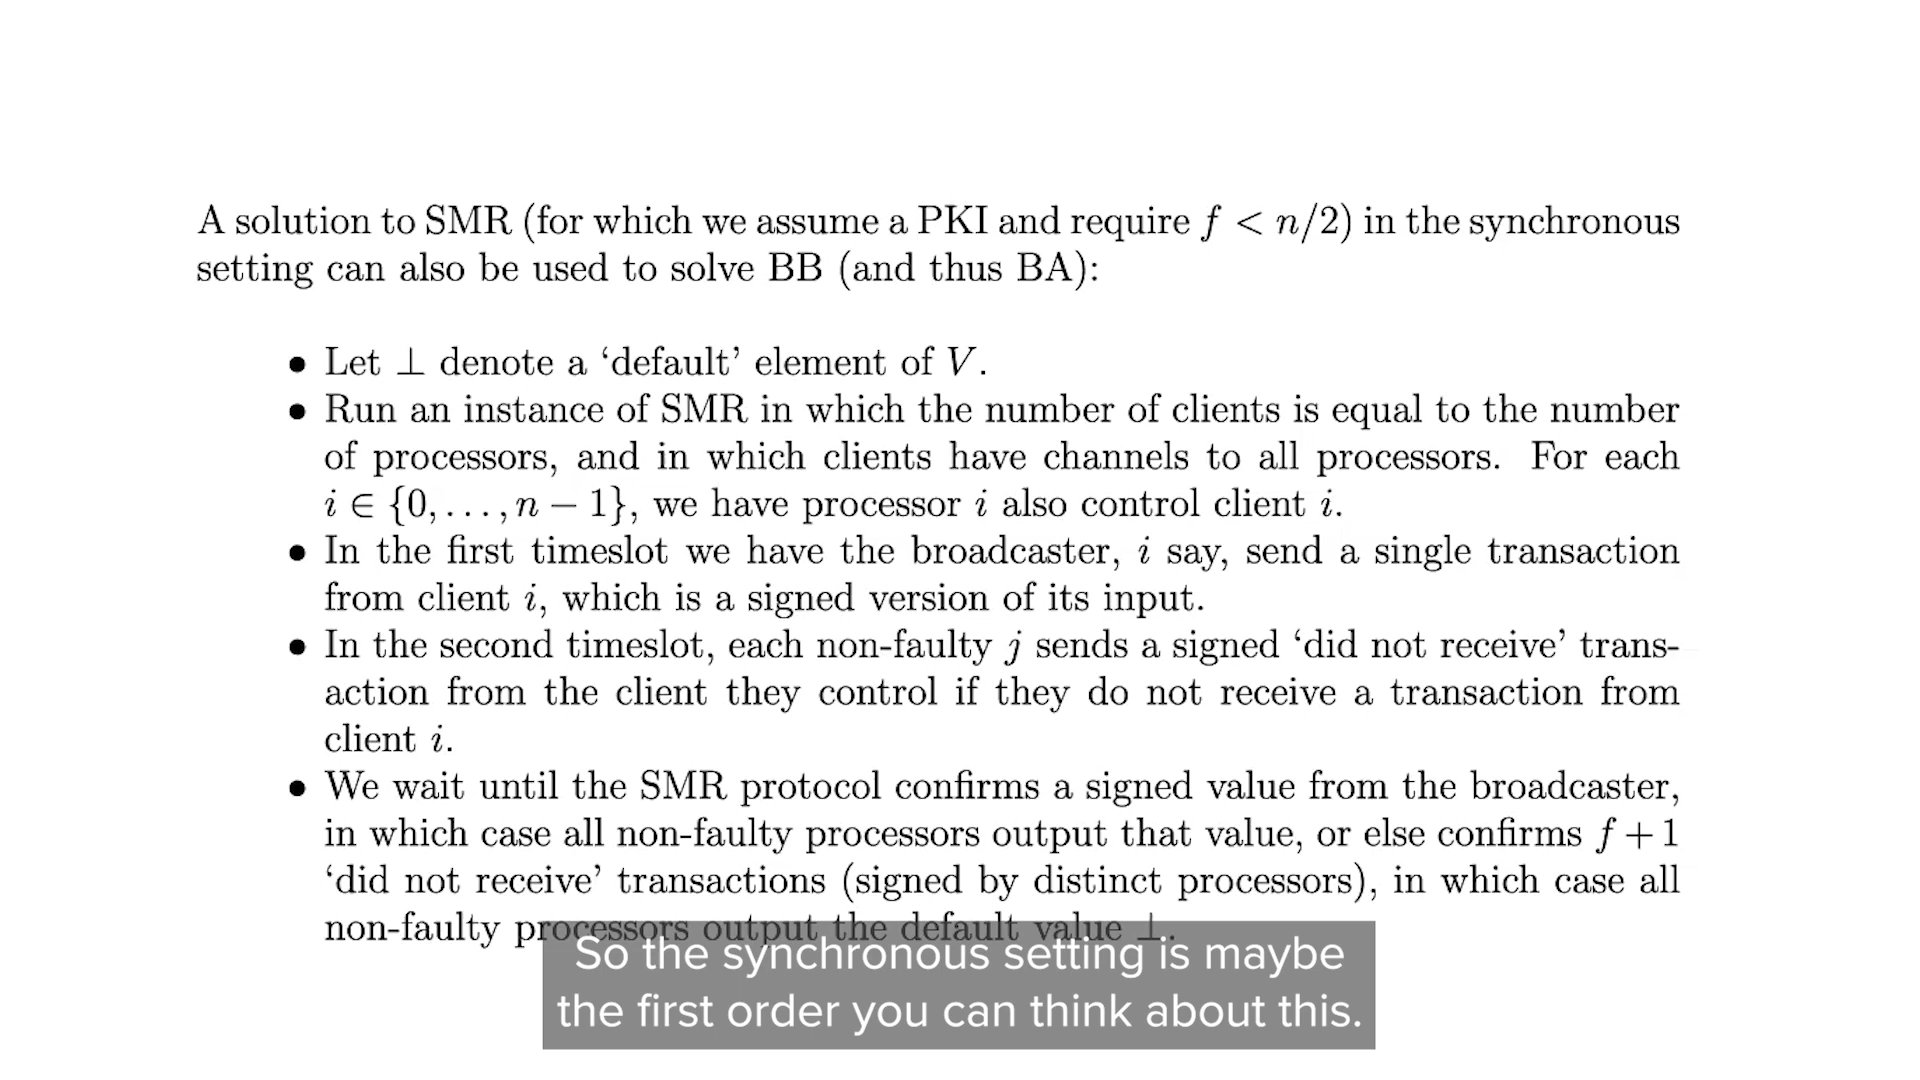 A solution to SMR (for which we assume a PKI and require f < n/2) in the synchronous
setting can also be used to solve BB (and thus BA):
• Let ⊥ denote a ‘default’ element of V.
• Run an instance of SMR in which the number of clients is equal to the number
of processors, and in which clients have channels to all processors. For each
i ∈ {0, . . . , n − 1}, we have processor i also control client i.
• In the first timeslot we have the broadcaster, i say, send a single transaction
from client i, which is a signed version of its input.
• In the second timeslot, each non-faulty j sends a signed ‘did not receive’ trans-
action from the client they control if they do not receive a transaction from
client i.
• We wait until the SMR protocol confirms a signed value from the broadcaster,
in which case all non-faulty processors output that value, or else confirms f + 1
‘did not receive’ transactions (signed by distinct processors), in which case all
non-faulty processors output the default value ⊥.
So the synchronous setting is maybe
the first order you can think about this.